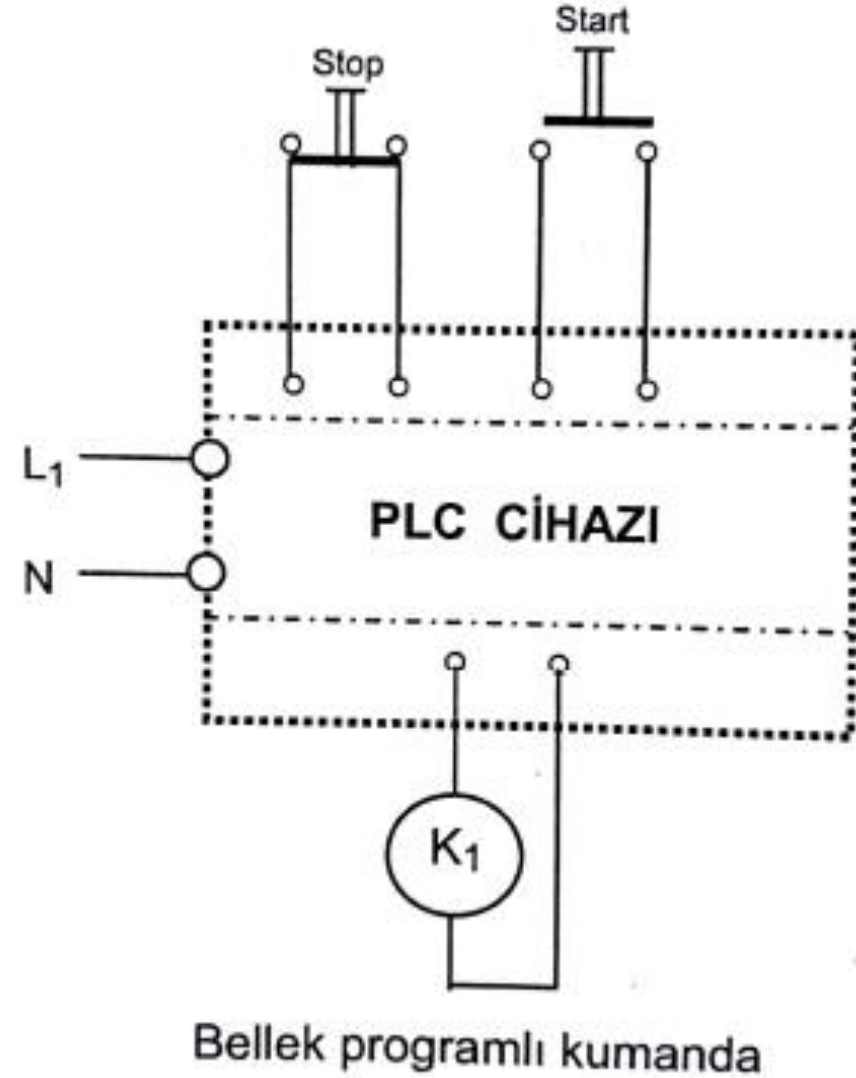 Start
Stop
L₁
PLC CİHAZI
N
K₁
Bellek programlı kumanda